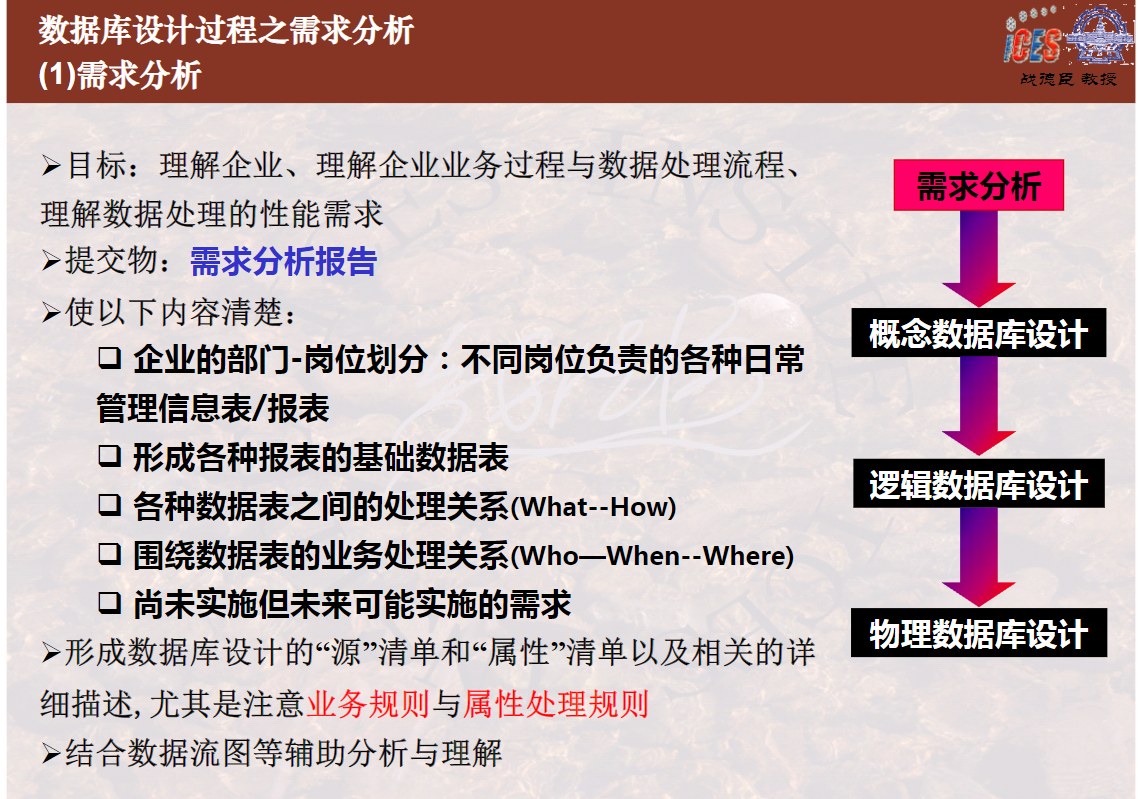 数据库设计过程之需求分析
(1)需求分析
iCES
战德臣 教授
➢目标：理解企业、理解企业业务过程与数据处理流程、
理解数据处理的性能需求
➢提交物：需求分析报告
➢使以下内容清楚：
❑ 企业的部门-岗位划分：不同岗位负责的各种日常
管理信息表/报表
❑ 形成各种报表的基础数据表
❑ 各种数据表之间的处理关系(What--How)
❑ 围绕数据表的业务处理关系(Who—When--Where)
❑ 尚未实施但未来可能实施的需求
➢形成数据库设计的“源”清单和“属性”清单以及相关的详
细描述, 尤其是注意业务规则与属性处理规则
➢结合数据流图等辅助分析与理解
需求分析
概念数据库设计
逻辑数据库设计
物理数据库设计